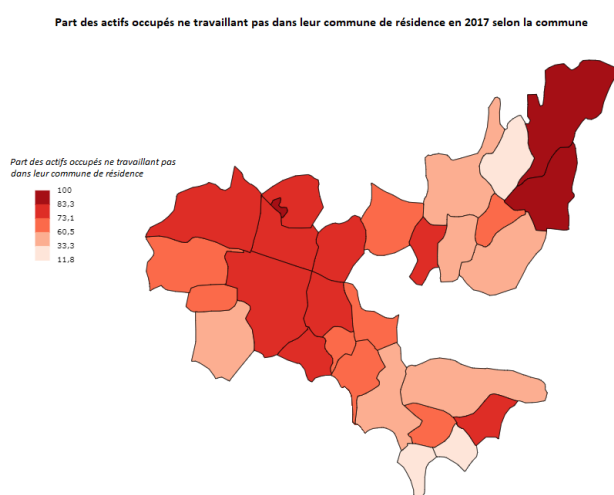 Part des actifs occupés ne travaillant pas dans leur commune de résidence en 2017 selon la commune
Part des actifs occupés ne travaillant pas
dans leur commune de résidence
100
83.3
73.1
60.5
33.3
11.8